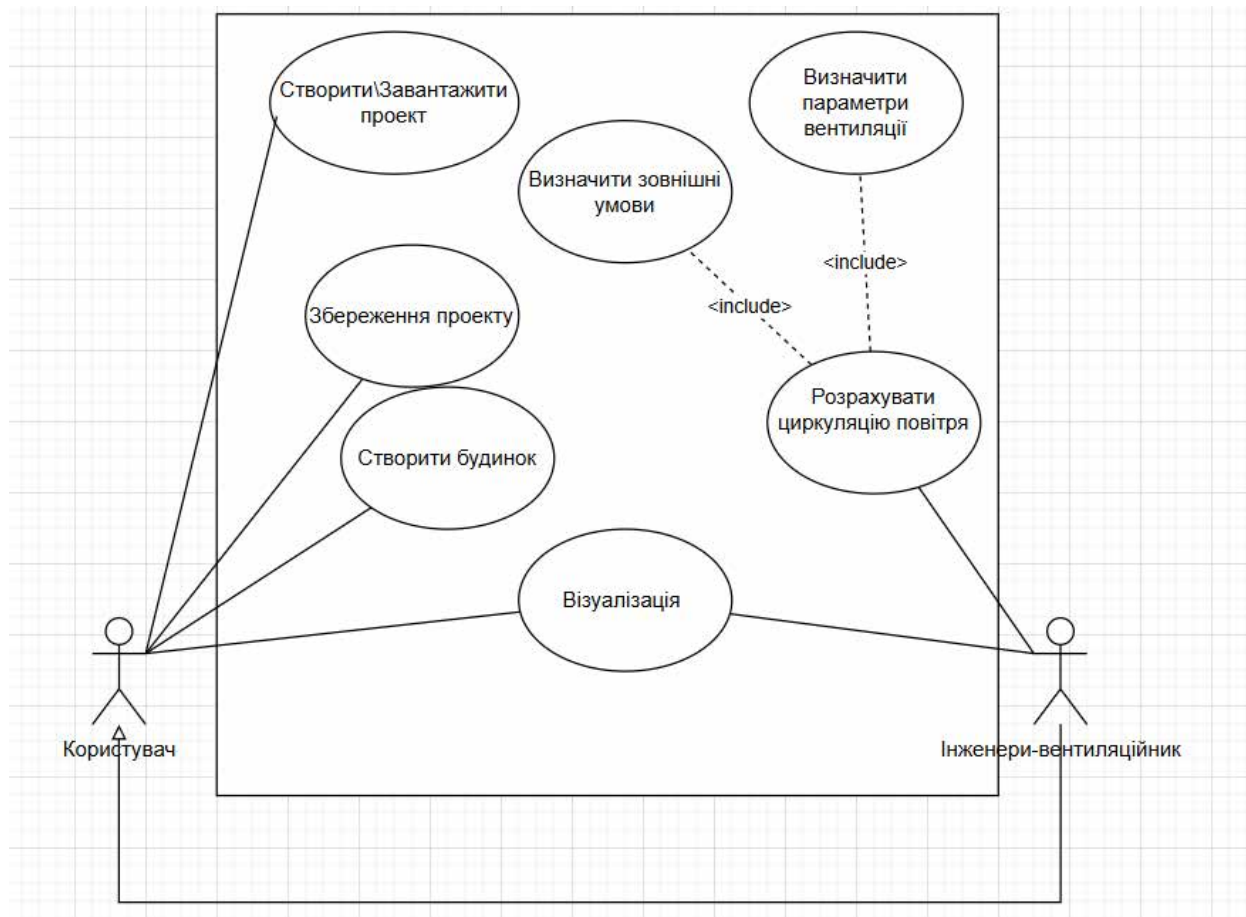 Створити\Завантажити
проект
Визначити
параметри
вентиляції
Визначити зовнішні
умови
<include>
<include>
Збереження проекту
Розрахувати
циркуляцію повітря
Створити будинок
Візуалізація
Користувач
Інженери-вентиляційник